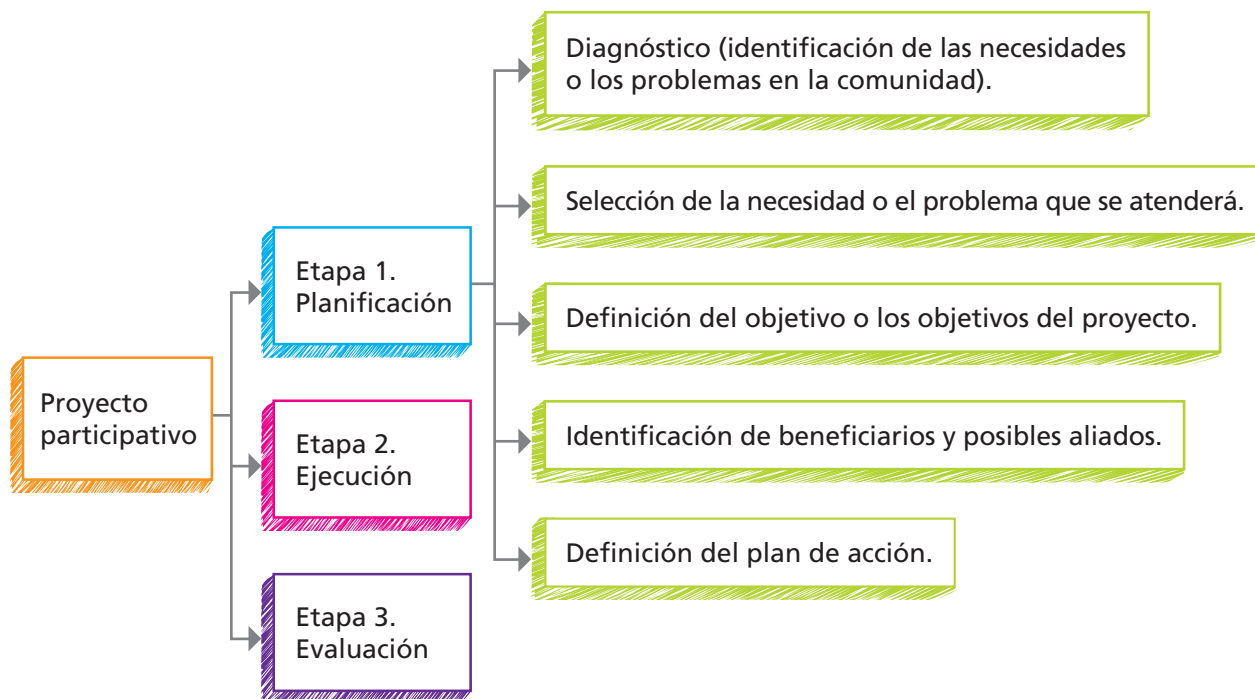 Proyecto
participativo
Etapa 1.
Planificación
Diagnóstico (identificación de las necesidades
o los problemas en la comunidad).
Selección de la necesidad o el problema que se atenderá.
Definición del objetivo o los objetivos del proyecto.
Identificación de beneficiarios y posibles aliados.
Definición del plan de acción.
Etapa 2.
Ejecución
Etapa 3.
Evaluación